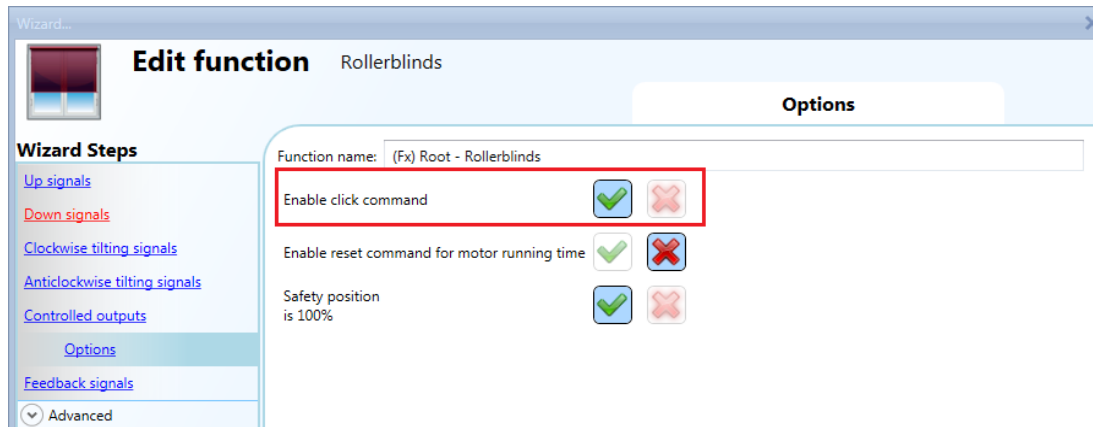 Wizard...
Edit function Rollerblinds
Options
Wizard Steps
Up signals
Down signals
Clockwise tilting signals
Anticlockwise tilting signals
Controlled outputs
Options
Feedback signals
Advanced
Function name: (Fx) Root - Rollerblinds
Enable click command
Enable reset command for motor running time
Safety position
is 100%